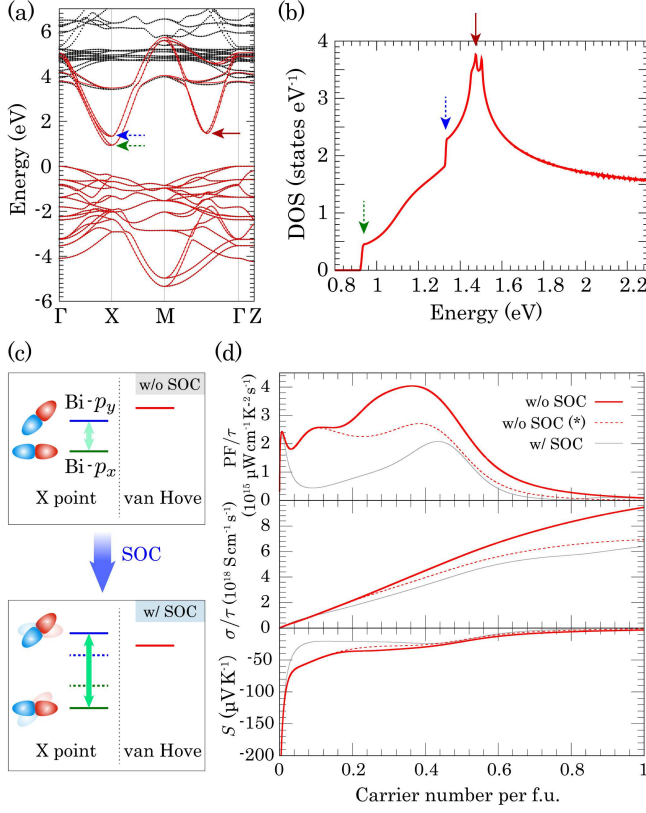 (a)
Energy (eV)
6
4
2
0
-2
-4
-6
Γ X M Γ Z
(b)
DOS (states eV⁻¹)
4
3
2
1
0
0.8 1 1.2 1.4 1.6 1.8 2 2.2
Energy (eV)
(c)
w/o SOC
Bi-p_y
Bi-p_x
X point van Hove
SOC
w/ SOC
X point van Hove
(d)
PF/τ
(10¹⁵ μW cm⁻¹ K⁻² s⁻¹)
4
3
2
1
0
w/o SOC
w/o SOC (*)
w/ SOC
σ/τ (10¹⁸ S cm⁻¹ s⁻¹)
8
6
4
2
0
S (μV K⁻¹)
-50
-100
-150
-200
0 0.2 0.4 0.6 0.8 1
Carrier number per f.u.